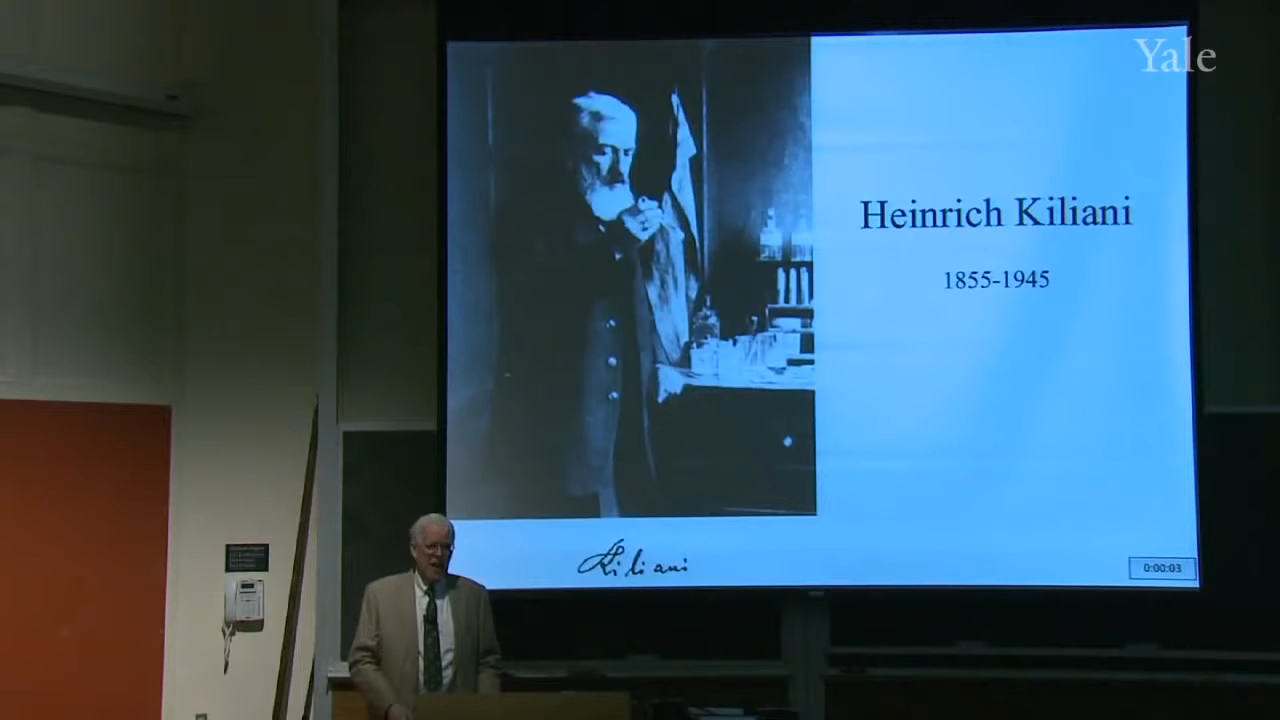 Yale
Heinrich Kiliani
1855-1945
Kiliani
0:00:03